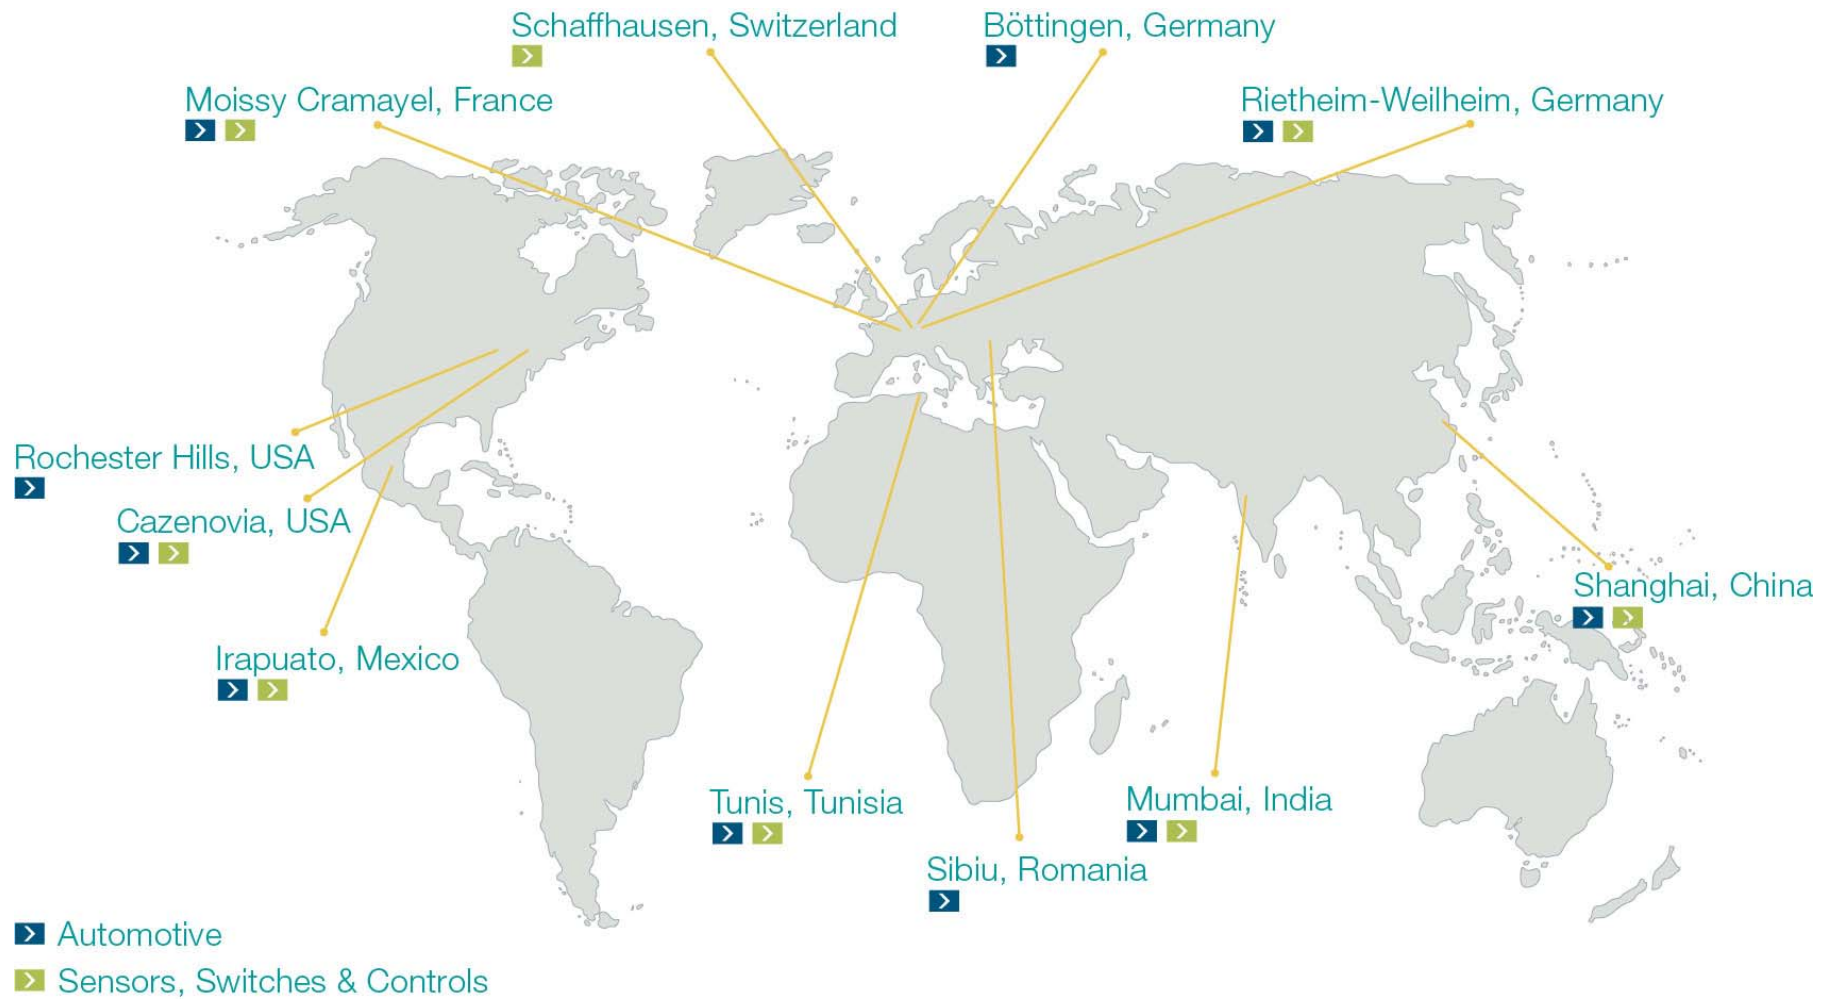 Schaffhausen, Switzerland
Böttingen, Germany
Moissy Cramayel, France
Rietheim-Weilheim, Germany
Rochester Hills, USA
Cazenovia, USA
Shanghai, China
Irapuato, Mexico
Tunis, Tunisia
Mumbai, India
Sibiu, Romania
Automotive
Sensors, Switches & Controls